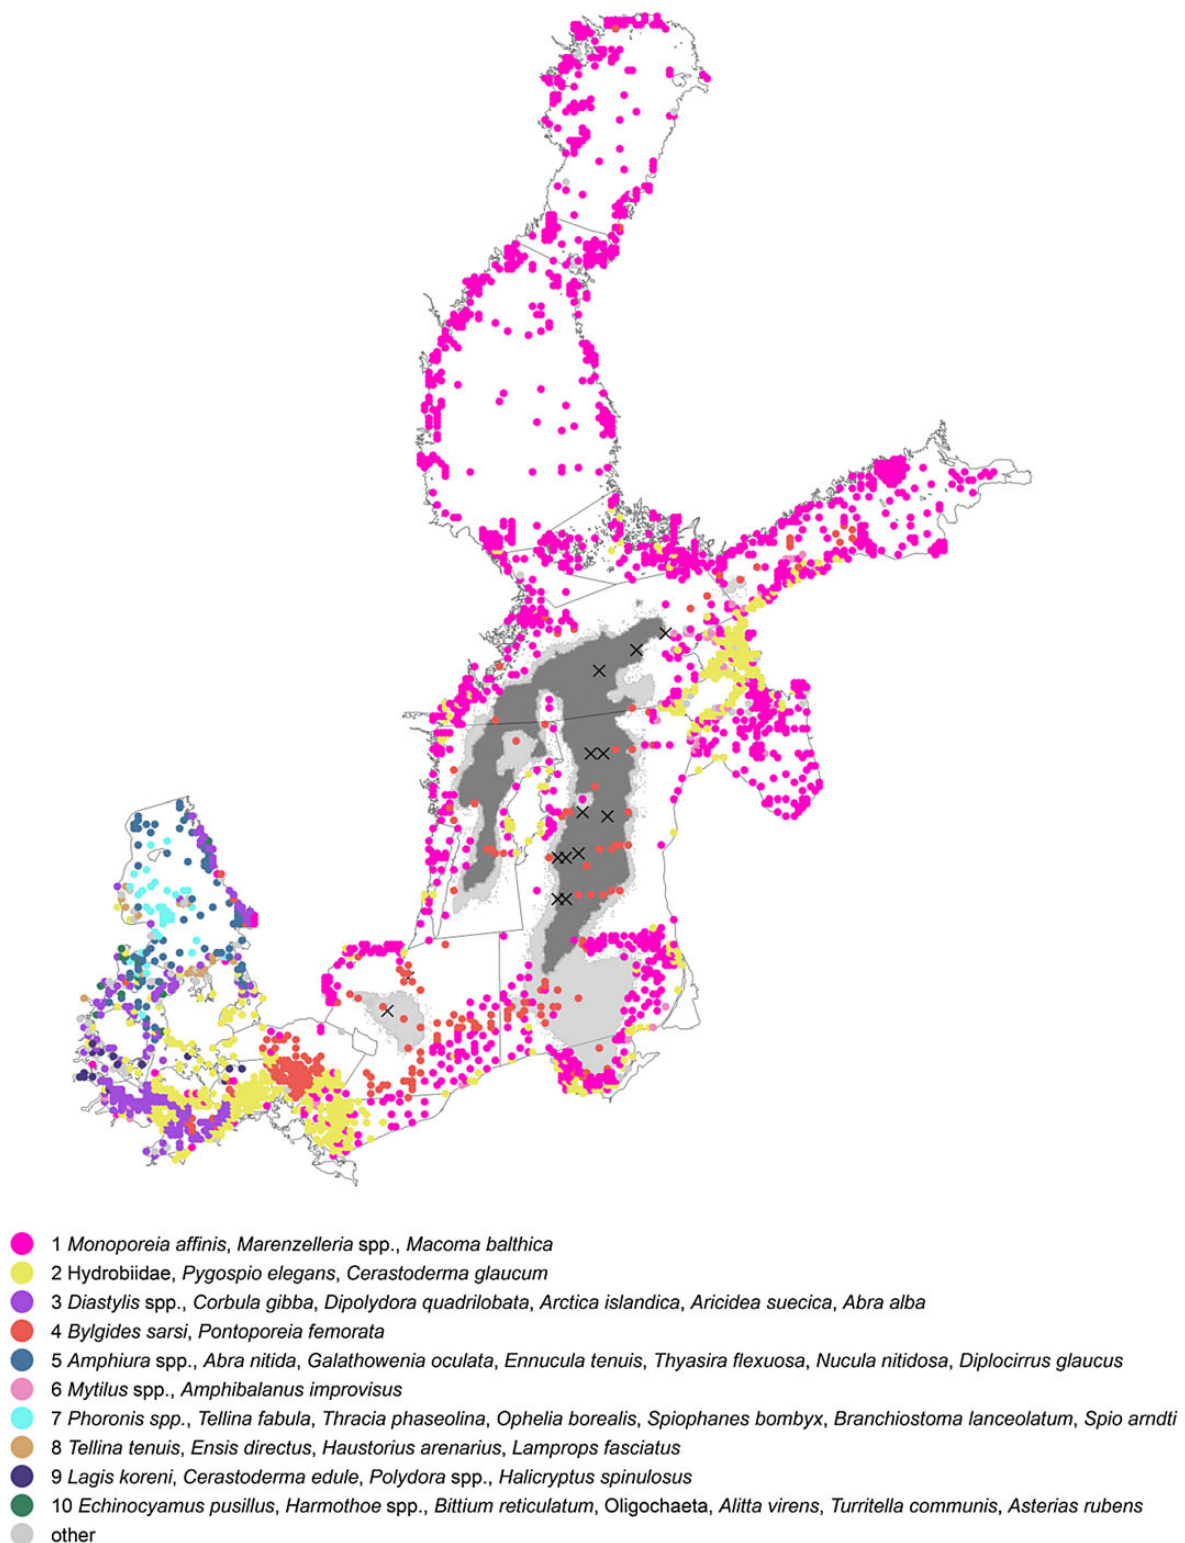 1 Monoporeia affinis, Marenzelleria spp., Macoma balthica
2 Hydrobiidae, Pygospio elegans, Cerastoderma glaucum
3 Diastylis spp., Corbula gibba, Dipolydora quadrilobata, Arctica islandica, Aricidea suecica, Abra alba
4 Bylgides sarsi, Pontoporeia femorata
5 Amphiura spp., Abra nitida, Galathowenia oculata, Ennucula tenuis, Thyasira flexuosa, Nucula nitidosa, Diplocirrus glaucus
6 Mytilus spp., Amphibalanus improvisus
7 Phoronis spp., Tellina fabula, Thracia phaseolina, Ophelia borealis, Spiophanes bombyx, Branchiostoma lanceolatum, Spio arndti
8 Tellina tenuis, Ensis directus, Haustorius arenarius, Lamprops fasciatus
9 Lagis koreni, Cerastoderma edule, Polydora spp., Halicryptus spinulosus
10 Echinocyamus pusillus, Harmothoe spp., Bittium reticulatum, Oligochaeta, Alitta virens, Turritella communis, Asterias rubens
other